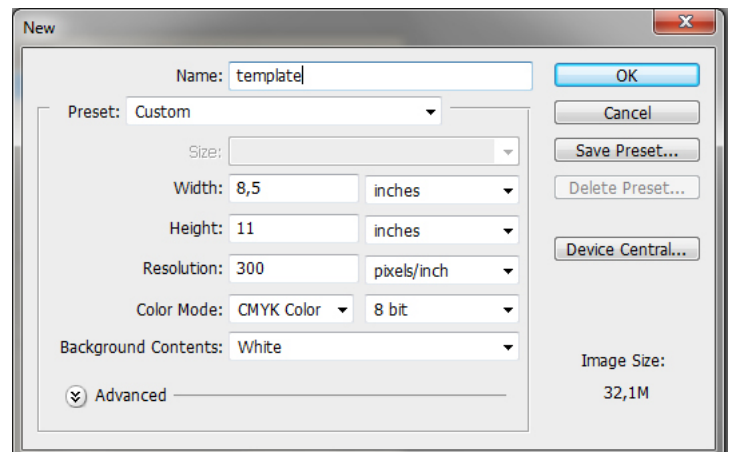 New
Name: template OK
Preset: Custom Cancel
Size: Save Preset...
Width: 8,5 inches Delete Preset...
Height: 11 inches
Device Central...
Resolution: 300 pixels/inch
Color Mode: CMYK Color 8 bit
Background Contents: White
Image Size:
Advanced 32,1M